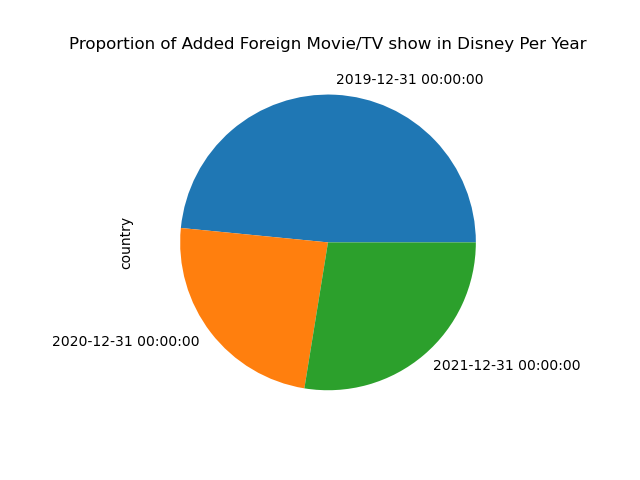 Proportion of Added Foreign Movie/TV show in Disney Per Year
2019-12-31 00:00:00
country
2020-12-31 00:00:00
2021-12-31 00:00:00